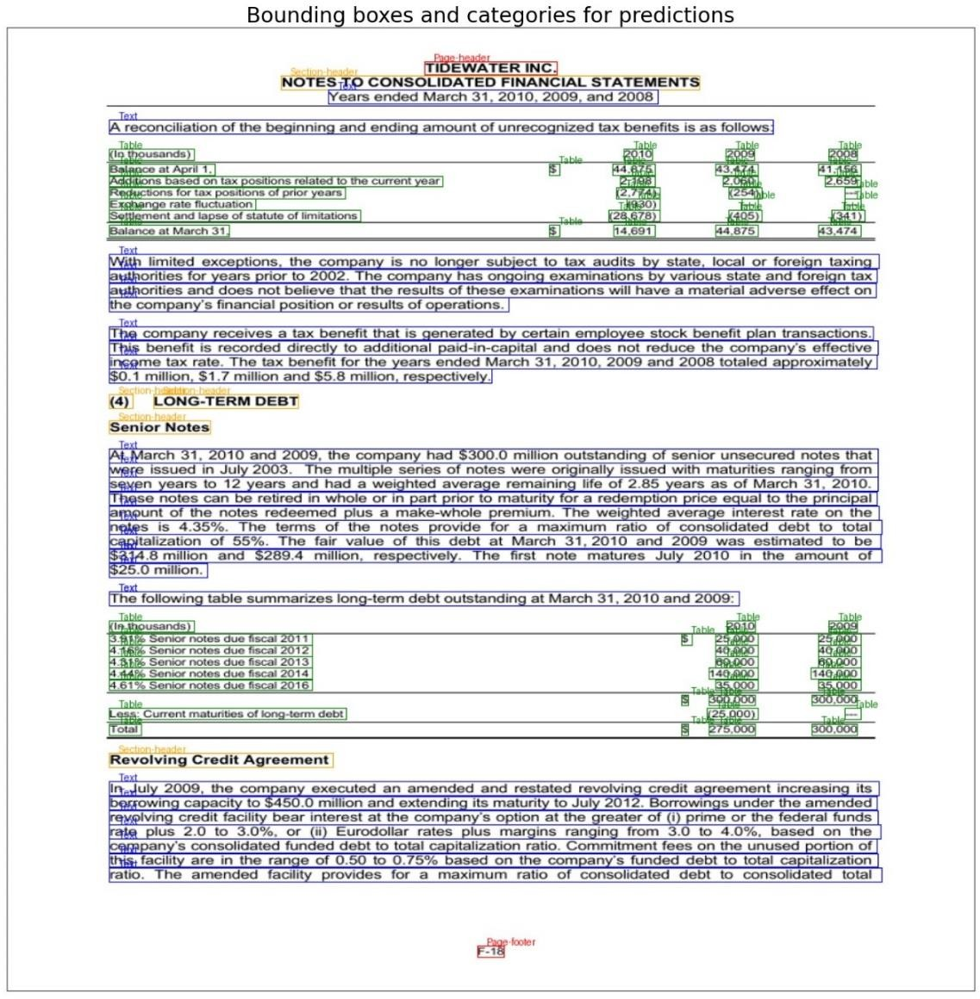 Bounding boxes and categories for predictions
Page-header
TIDEWATER INC.
Section-header
NOTES TO CONSOLIDATED FINANCIAL STATEMENTS
Text
Years ended March 31, 2010, 2009, and 2008
Text
A reconciliation of the beginning and ending amount of unrecognized tax benefits is as follows:
Table Table Table Table
(In thousands) 2010 2009 2008
Balance at April 1, $ 44,875 43,474 41,156
Additions based on tax positions related to the current year 2,198 2,060 2,659
Reductions for tax positions of prior years (2,774) (254) ---
Exchange rate fluctuation (930)
Settlement and lapse of statute of limitations (28,678) (405) (341)
Balance at March 31, $ 14,691 44,875 43,474
Text
With limited exceptions, the company is no longer subject to tax audits by state, local or foreign taxing
authorities for years prior to 2002. The company has ongoing examinations by various state and foreign tax
authorities and does not believe that the results of these examinations will have a material adverse effect on
the company's financial position or results of operations.
Text
The company receives a tax benefit that is generated by certain employee stock benefit plan transactions.
This benefit is recorded directly to additional paid-in-capital and does not reduce the company's effective
income tax rate. The tax benefit for the years ended March 31, 2010, 2009 and 2008 totaled approximately
$0.1 million, $1.7 million and $5.8 million, respectively.
Section-header Section-header
(4) LONG-TERM DEBT
Section-header
Senior Notes
Text
At March 31, 2010 and 2009, the company had $300.0 million outstanding of senior unsecured notes that
were issued in July 2003. The multiple series of notes were originally issued with maturities ranging from
seven years to 12 years and had a weighted average remaining life of 2.85 years as of March 31, 2010.
These notes can be retired in whole or in part prior to maturity for a redemption price equal to the principal
amount of the notes redeemed plus a make-whole premium. The weighted average interest rate on the
notes is 4.35%. The terms of the notes provide for a maximum ratio of consolidated debt to total
capitalization of 55%. The fair value of this debt at March 31, 2010 and 2009 was estimated to be
$314.8 million and $289.4 million, respectively. The first note matures July 2010 in the amount of
$25.0 million.
Text
The following table summarizes long-term debt outstanding at March 31, 2010 and 2009:
Table Table Table
(In thousands) 2010 2009
3.91% Senior notes due fiscal 2011 $ 25,000 25,000
4.16% Senior notes due fiscal 2012 40,000 40,000
4.31% Senior notes due fiscal 2013 60,000 60,000
4.44% Senior notes due fiscal 2014 140,000 140,000
4.61% Senior notes due fiscal 2016 35,000 35,000
$ 300,000 300,000
Less: Current maturities of long-term debt (25,000) ---
Total $ 275,000 300,000
Section-header
Revolving Credit Agreement
Text
In July 2009, the company executed an amended and restated revolving credit agreement increasing its
borrowing capacity to $450.0 million and extending its maturity to July 2012. Borrowings under the amended
revolving credit facility bear interest at the company's option at the greater of (i) prime or the federal funds
rate plus 2.0 to 3.0%, or (ii) Eurodollar rates plus margins ranging from 3.0 to 4.0%, based on the
company's consolidated funded debt to total capitalization ratio. Commitment fees on the unused portion of
this facility are in the range of 0.50 to 0.75% based on the company's funded debt to total capitalization
ratio. The amended facility provides for a maximum ratio of consolidated debt to consolidated total
Page-footer
F-18